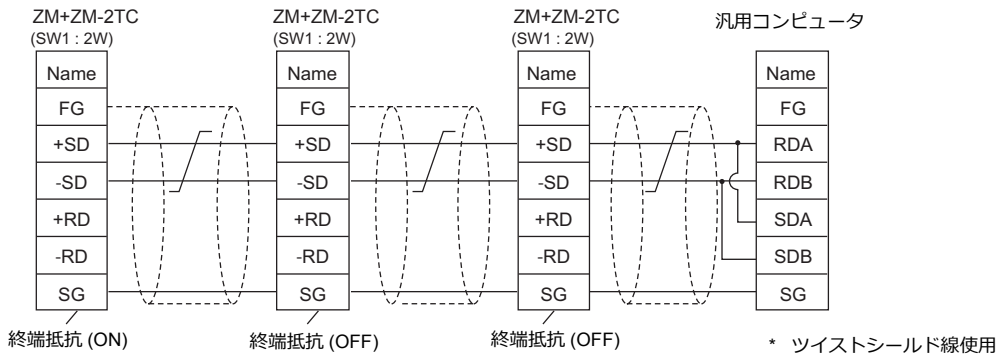 ZM+ZM-2TC
(SW1 : 2W)
Name
FG
+SD
-SD
+RD
-RD
SG
終端抵抗 (ON)
ZM+ZM-2TC
(SW1 : 2W)
Name
FG
+SD
-SD
+RD
-RD
SG
終端抵抗 (OFF)
ZM+ZM-2TC
(SW1 : 2W)
Name
FG
+SD
-SD
+RD
-RD
SG
終端抵抗 (OFF)
汎用コンピュータ
Name
FG
RDA
RDB
SDA
SDB
SG
* ツイストシールド線使用